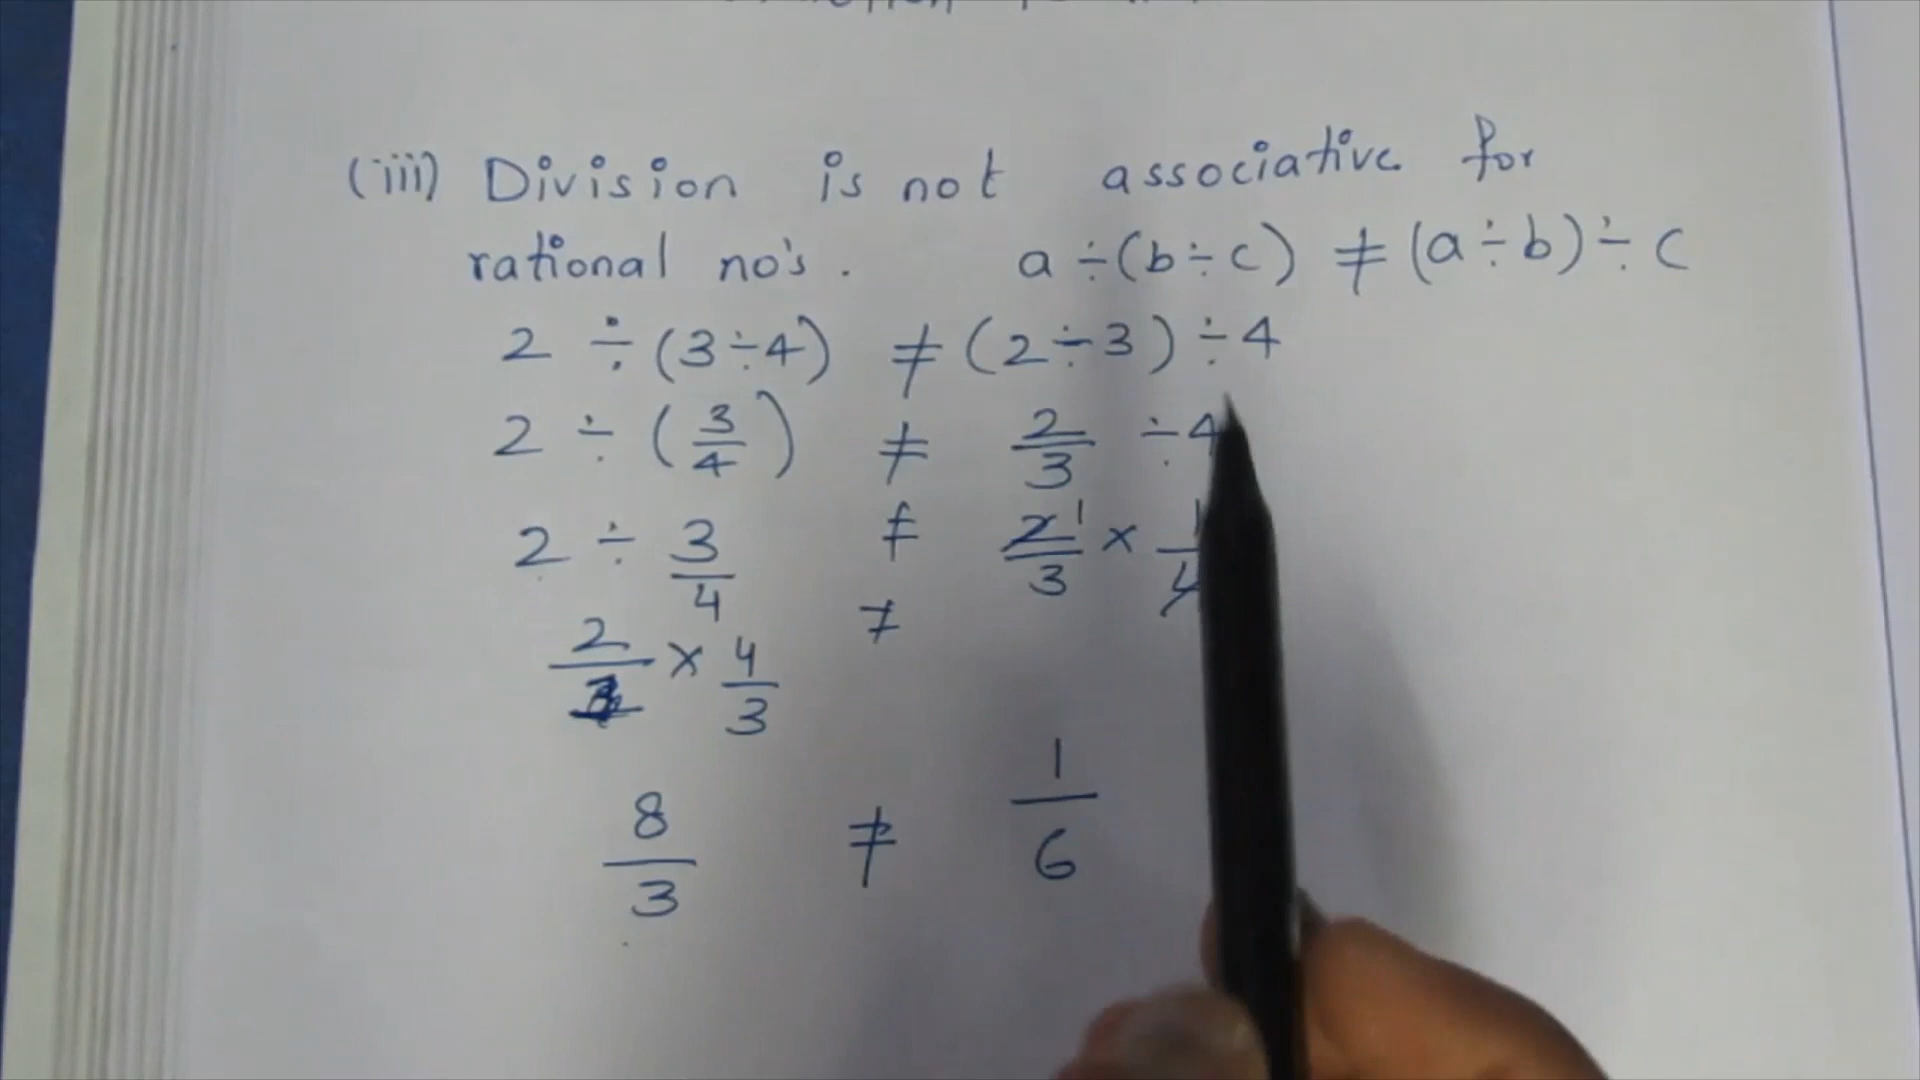 (iii) Division is not associative for
rational no's. a ÷ (b ÷ c) ≠ (a ÷ b) ÷ c
2 ÷ (3 ÷ 4) ≠ (2 ÷ 3) ÷ 4
2 ÷ (3/4) ≠ 2/3 ÷ 4
2 ÷ 3/4 ≠ 2/3 1 × 1/4
2/ × 4/3 ≠
8/3 ≠ 1/6